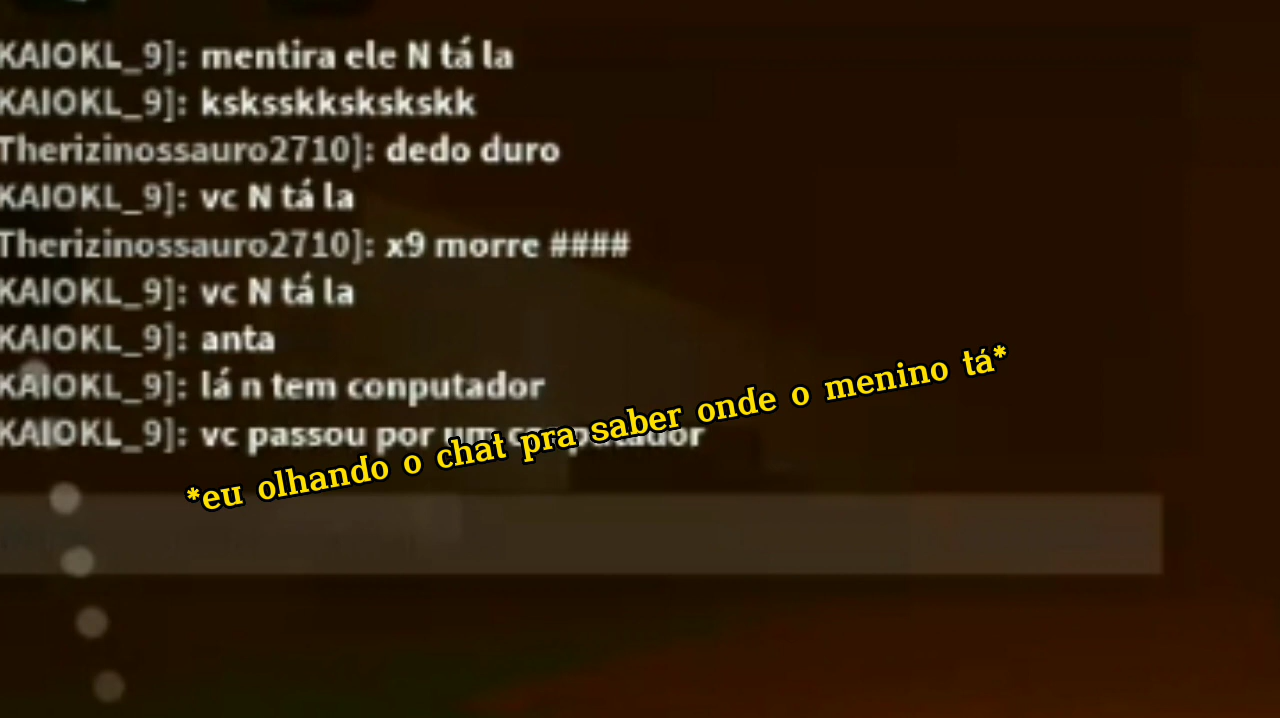 KAIOKL_9]: mentira ele N tá la
KAIOKL_9]: ksksskkskskskk
Therizinossauro2710]: dedo duro
KAIOKL_9]: vc N tá la
Therizinossauro2710]: x9 morre ####
KAIOKL_9]: vc N tá la
KAIOKL_9]: anta
KAIOKL_9]: lá n tem conputador
KAIOKL_9]: vc passou por um conputador
*eu olhando o chat pra saber onde o menino tá*